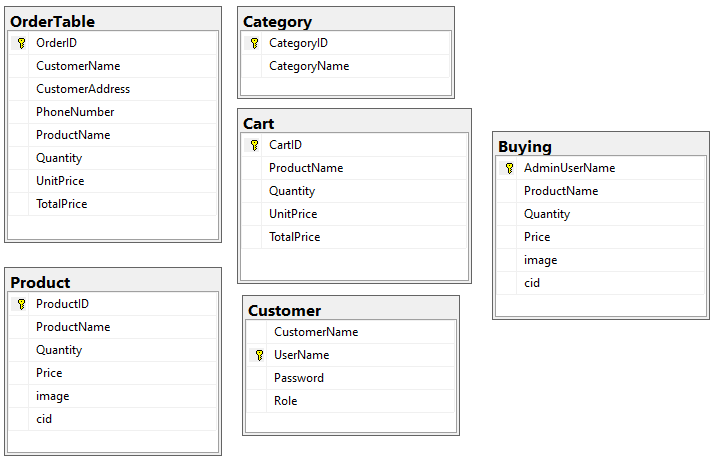 OrderTable
OrderID
CustomerName
CustomerAddress
PhoneNumber
ProductName
Quantity
UnitPrice
TotalPrice
Category
CategoryID
CategoryName
Cart
CartID
ProductName
Quantity
UnitPrice
TotalPrice
Buying
AdminUserName
ProductName
Quantity
Price
image
cid
Product
ProductID
ProductName
Quantity
Price
image
cid
Customer
CustomerName
UserName
Password
Role